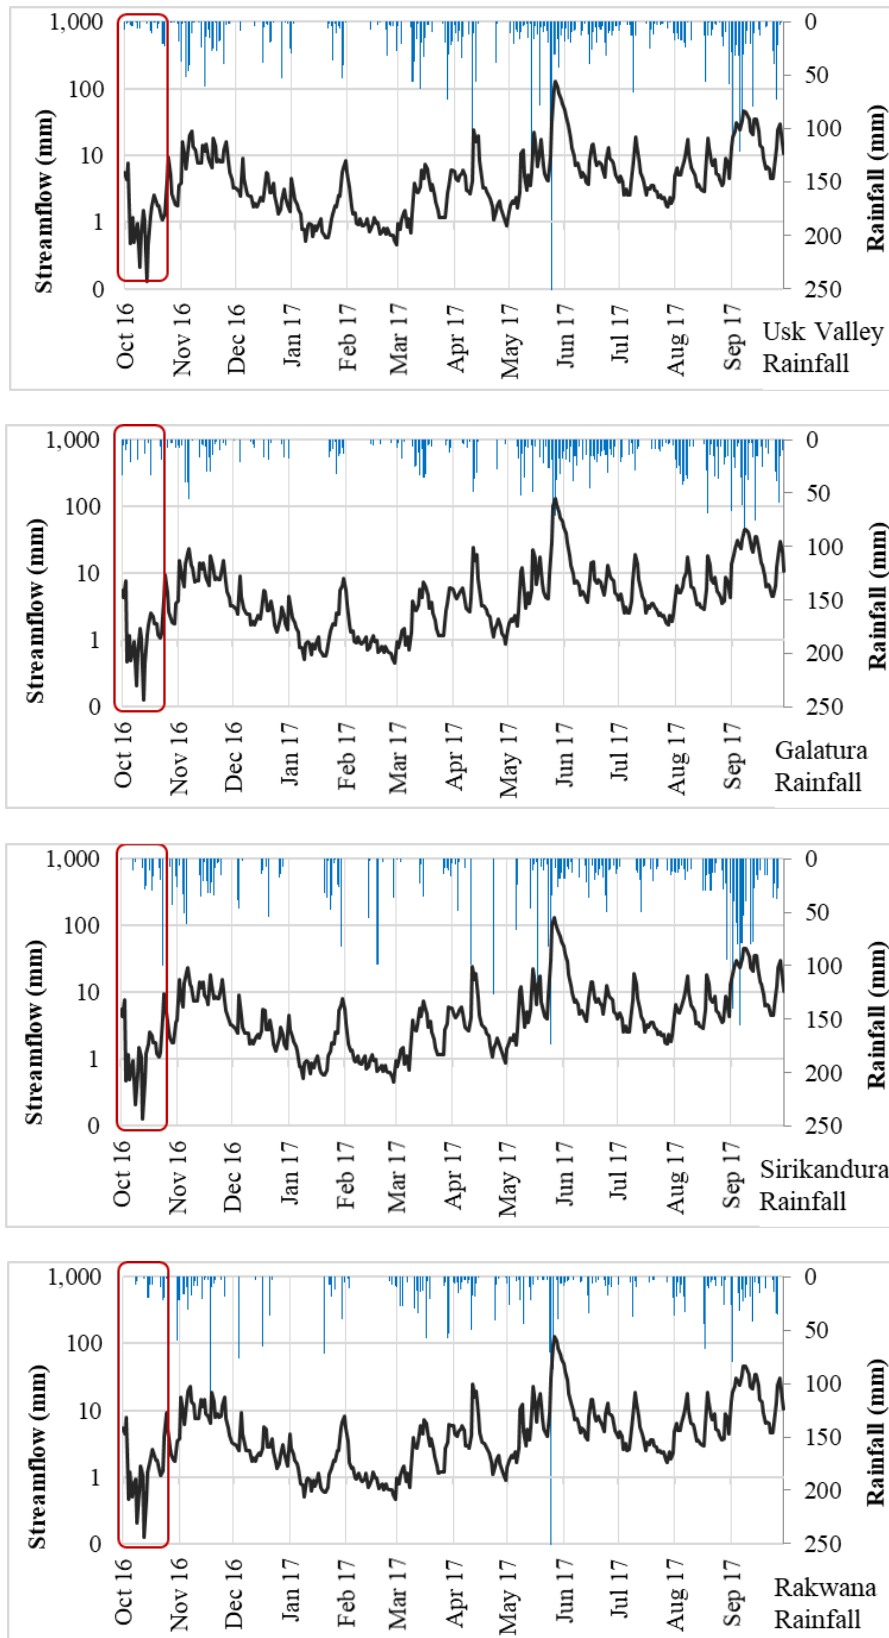 1,000
100
10
1
0
Streamflow (mm)
0
50
100
150
200
250
Rainfall (mm)
Oct 16
Nov 16
Dec 16
Jan 17
Feb 17
Mar 17
Apr 17
May 17
Jun 17
Jul 17
Aug 17
Sep 17
Usk Valley
Rainfall
1,000
100
10
1
0
Streamflow (mm)
0
50
100
150
200
250
Rainfall (mm)
Oct 16
Nov 16
Dec 16
Jan 17
Feb 17
Mar 17
Apr 17
May 17
Jun 17
Jul 17
Aug 17
Sep 17
Galatura
Rainfall
1,000
100
10
1
0
Streamflow (mm)
0
50
100
150
200
250
Rainfall (mm)
Oct 16
Nov 16
Dec 16
Jan 17
Feb 17
Mar 17
Apr 17
May 17
Jun 17
Jul 17
Aug 17
Sep 17
Sirikandura
Rainfall
1,000
100
10
1
0
Streamflow (mm)
0
50
100
150
200
250
Rainfall (mm)
Oct 16
Nov 16
Dec 16
Jan 17
Feb 17
Mar 17
Apr 17
May 17
Jun 17
Jul 17
Aug 17
Sep 17
Rakwana
Rainfall